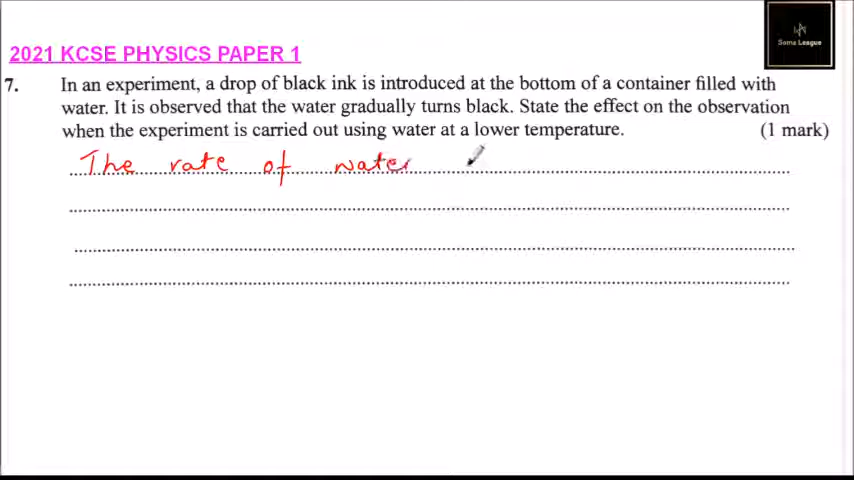 Soma League
2021 KCSE PHYSICS PAPER 1
7. In an experiment, a drop of black ink is introduced at the bottom of a container filled with
water. It is observed that the water gradually turns black. State the effect on the observation
when the experiment is carried out using water at a lower temperature. (1 mark)
The rate of water